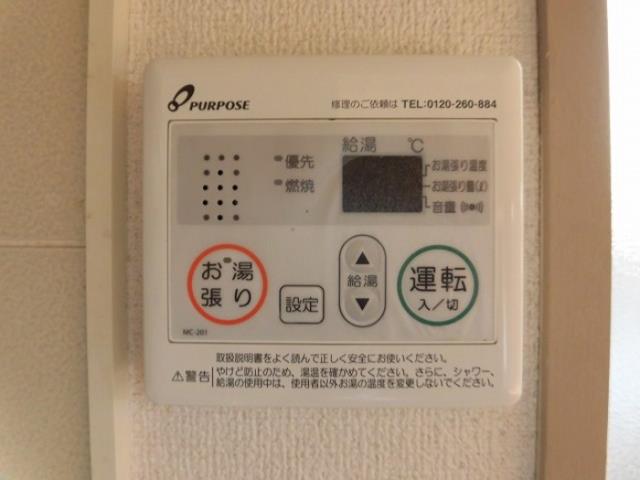 PURPOSE
修理のご依頼は TEL:0120-260-884
給湯 ℃
優先
燃焼
お湯張り温度
お湯張り量(ℓ)
音量
お湯
張り
設定
給湯
運転
入/切
MC-201
取扱説明書をよく読んで正しく安全にお使いください。
⚠警告
やけど防止のため、湯温を確かめてください。さらに、シャワー、
給湯の使用中は、使用者以外お湯の温度を変更しないでください。